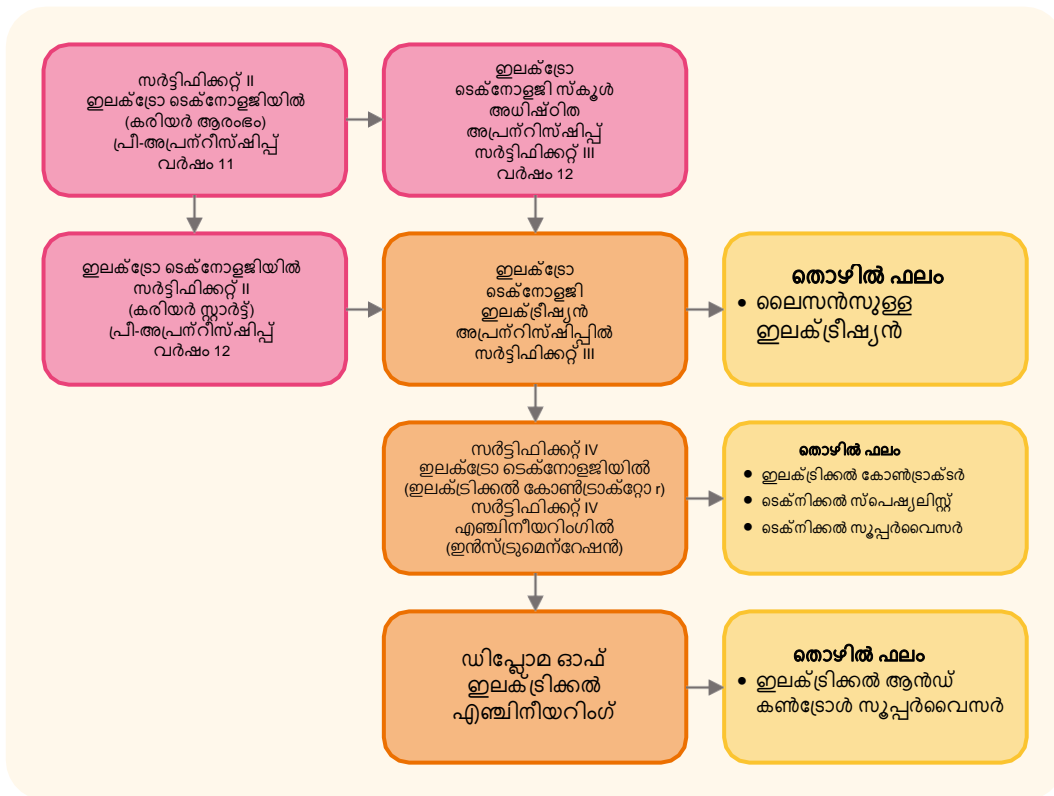 സർട്ടിഫിക്കറ്റ് II
ഇലക്ട്രോ ടെക്നോളജിയിൽ
(കരിയർ ആരംഭം)
പ്രീ-അപ്രന്റീസ്ഷിപ്പ്
വർഷം 11
ഇലക്ട്രോ
ടെക്നോളജി സ്കൂൾ
അധിഷ്ഠിത
അപ്രന്റിസ്ഷിപ്പ്
സർട്ടിഫിക്കറ്റ് III
വർഷം 12
ഇലക്ട്രോ ടെക്നോളജിയിൽ
സർട്ടിഫിക്കറ്റ് II
(കരിയർ സ്റ്റാർട്ട്)
പ്രീ-അപ്രന്റീസ്ഷിപ്പ്
വർഷം 12
ഇലക്ട്രോ
ടെക്നോളജി
ഇലക്ട്രീഷ്യൻ
അപ്രന്റിസ്ഷിപ്പിൽ
സർട്ടിഫിക്കറ്റ് III
തൊഴിൽ ഫലം
• ലൈസൻസുള്ള
ഇലക്ട്രീഷ്യൻ
സർട്ടിഫിക്കറ്റ് IV
ഇലക്ട്രോ ടെക്നോളജിയിൽ
(ഇലക്ട്രിക്കൽ കോൺട്രാക്റ്റോ r)
സർട്ടിഫിക്കറ്റ് IV
എഞ്ചിനീയറിംഗിൽ
(ഇൻസ്ട്രുമെന്റേഷൻ)
തൊഴിൽ ഫലം
• ഇലക്ട്രിക്കൽ കോൺട്രാക്ടർ
• ടെക്നിക്കൽ സ്പെഷ്യലിസ്റ്റ്
• ടെക്നിക്കൽ സൂപ്പർവൈസർ
ഡിപ്ലോമ ഓഫ്
ഇലക്ട്രിക്കൽ
എഞ്ചിനീയറിംഗ്
തൊഴിൽ ഫലം
• ഇലക്ട്രിക്കൽ ആൻഡ്
കൺട്രോൾ സൂപ്പർവൈസർ